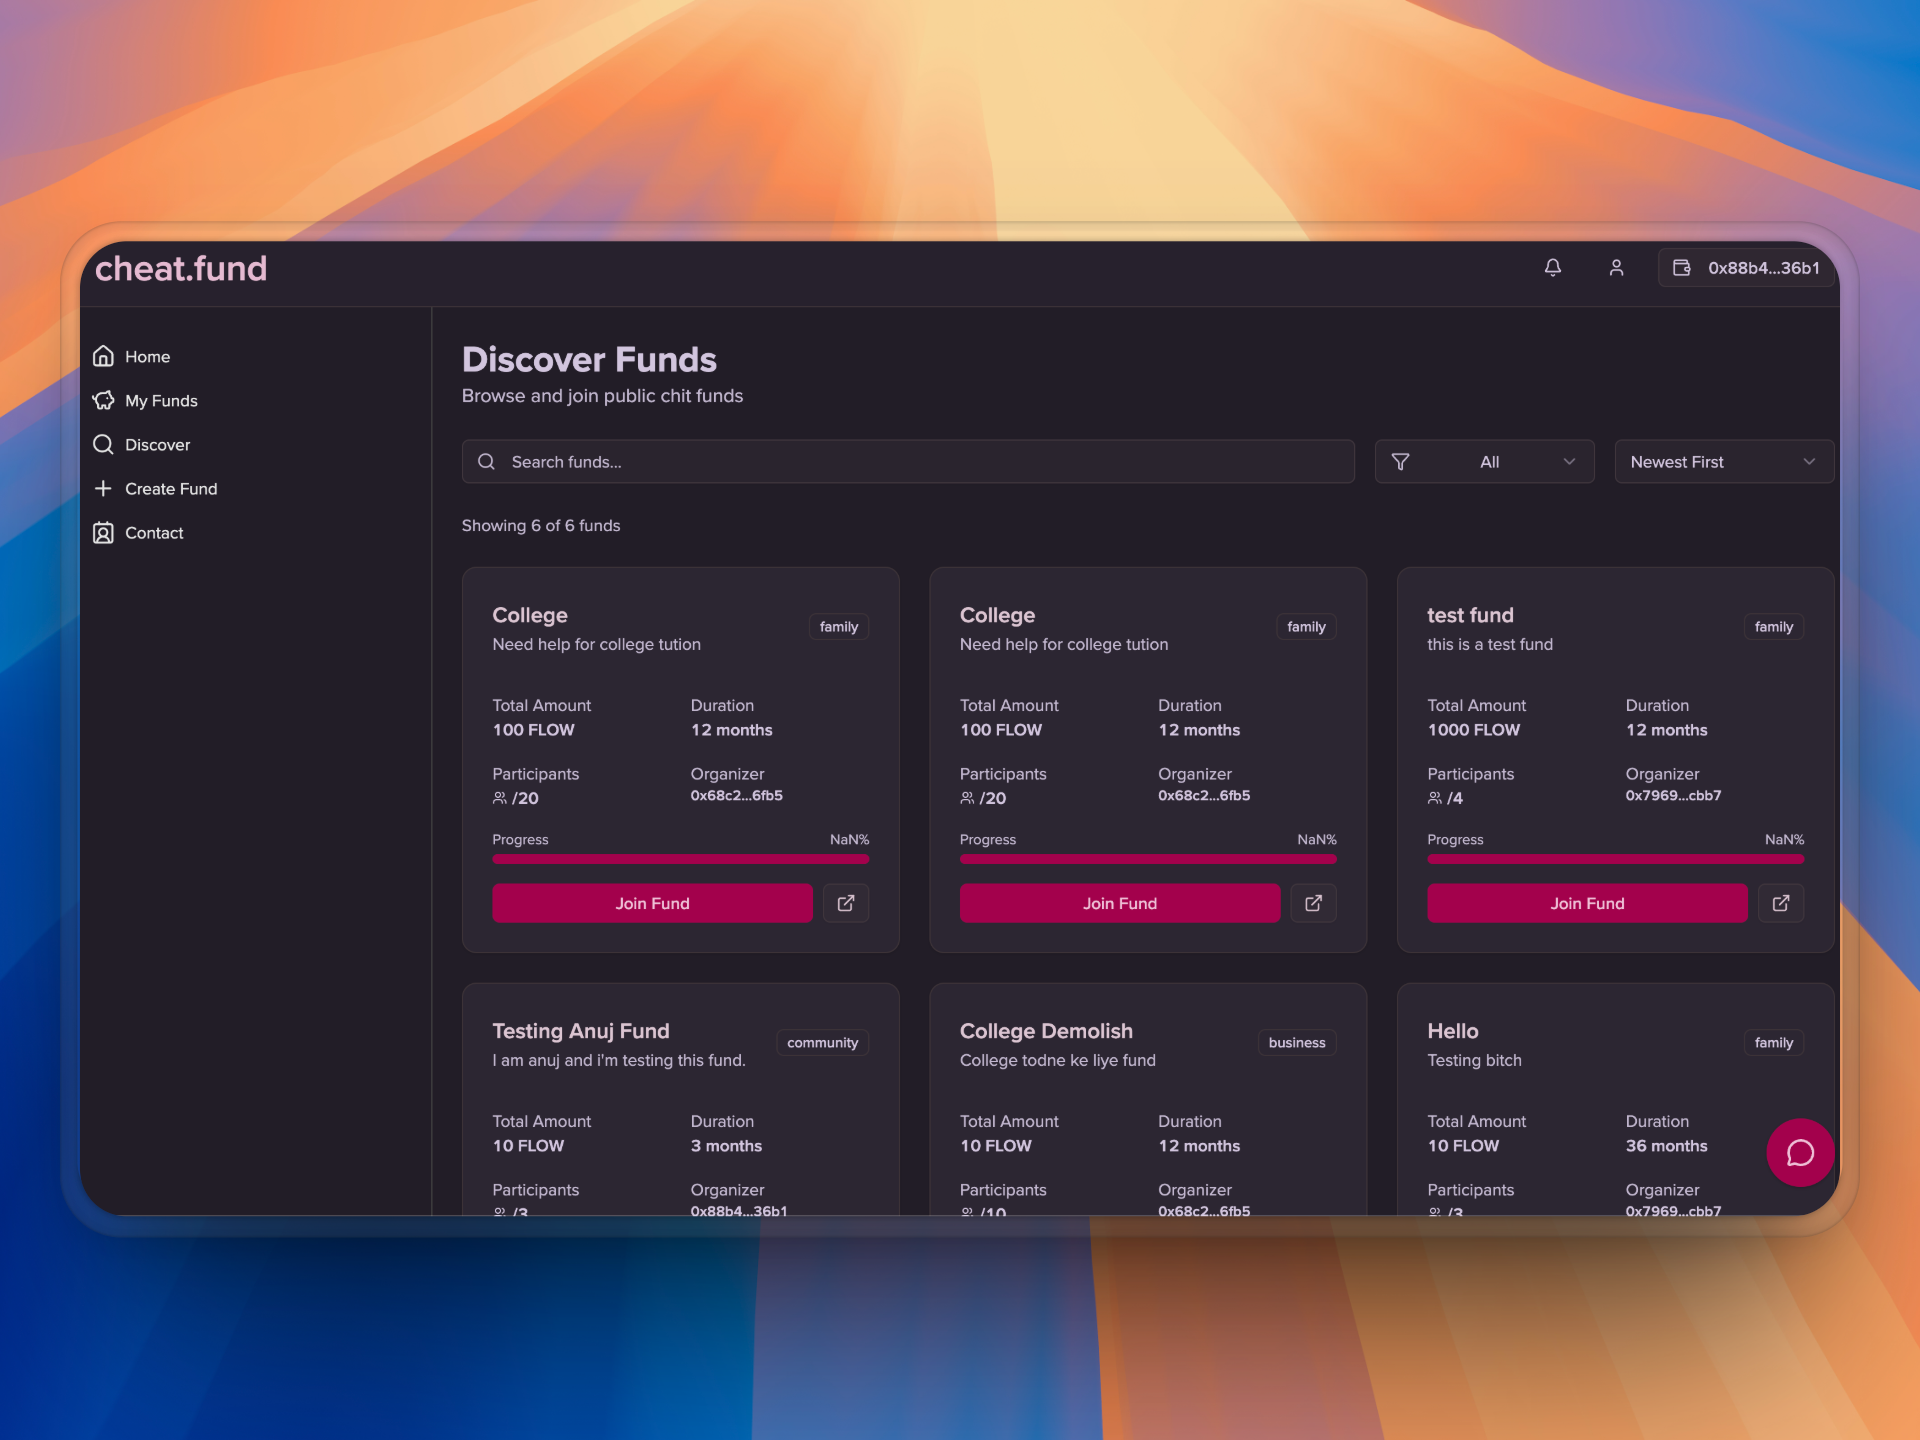 cheat.fund
0x88b4...36b1
Home
My Funds
Discover
Create Fund
Contact
Discover Funds
Browse and join public chit funds
Search funds...
All
Newest First
Showing 6 of 6 funds
College
family
Need help for college tution
Total Amount
Duration
100 FLOW
12 months
Participants
Organizer
/20
0x68c2...6fb5
Progress
NaN%
Join Fund
College
family
Need help for college tution
Total Amount
Duration
100 FLOW
12 months
Participants
Organizer
/20
0x68c2...6fb5
Progress
NaN%
Join Fund
test fund
family
this is a test fund
Total Amount
Duration
1000 FLOW
12 months
Participants
Organizer
/4
0x7969...cbb7
Progress
NaN%
Join Fund
Testing Anuj Fund
community
I am anuj and i'm testing this fund.
Total Amount
Duration
10 FLOW
3 months
Participants
Organizer
/3
0x88b4...36b1
College Demolish
business
College todne ke liye fund
Total Amount
Duration
10 FLOW
12 months
Participants
Organizer
/10
0x68c2...6fb5
Hello
family
Testing bitch
Total Amount
Duration
10 FLOW
36 months
Participants
Organizer
/3
0x7969...cbb7